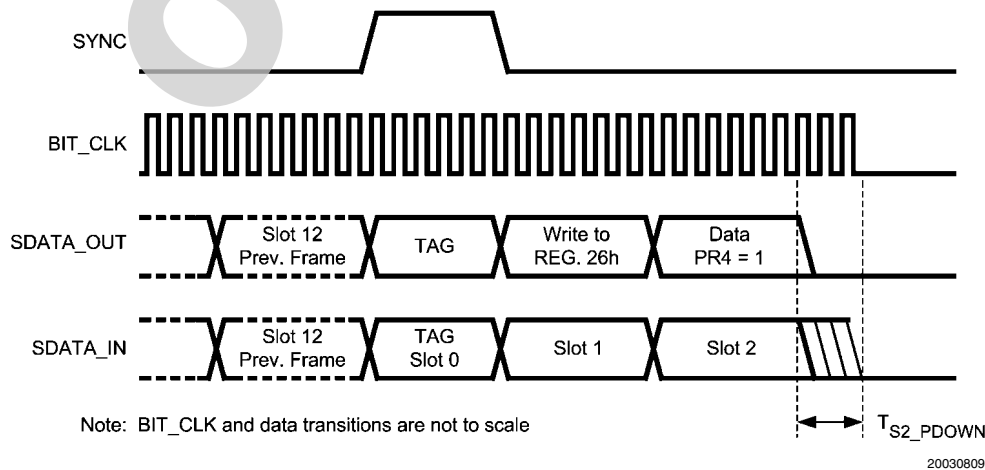 SYNC
BIT_CLK
SDATA_OUT
Slot 12
Prev. Frame
TAG
Write to
REG. 26h
Data
PR4 = 1
SDATA_IN
Slot 12
Prev. Frame
TAG
Slot 0
Slot 1
Slot 2
Note: BIT_CLK and data transitions are not to scale
TS2_PDOWN
20030809